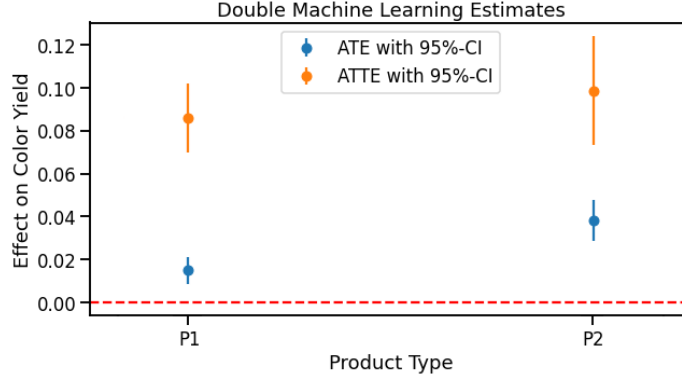 Double Machine Learning Estimates
ATE with 95%-CI
ATTE with 95%-CI
Effect on Color Yield
0.12
0.10
0.08
0.06
0.04
0.02
0.00
P1
P2
Product Type